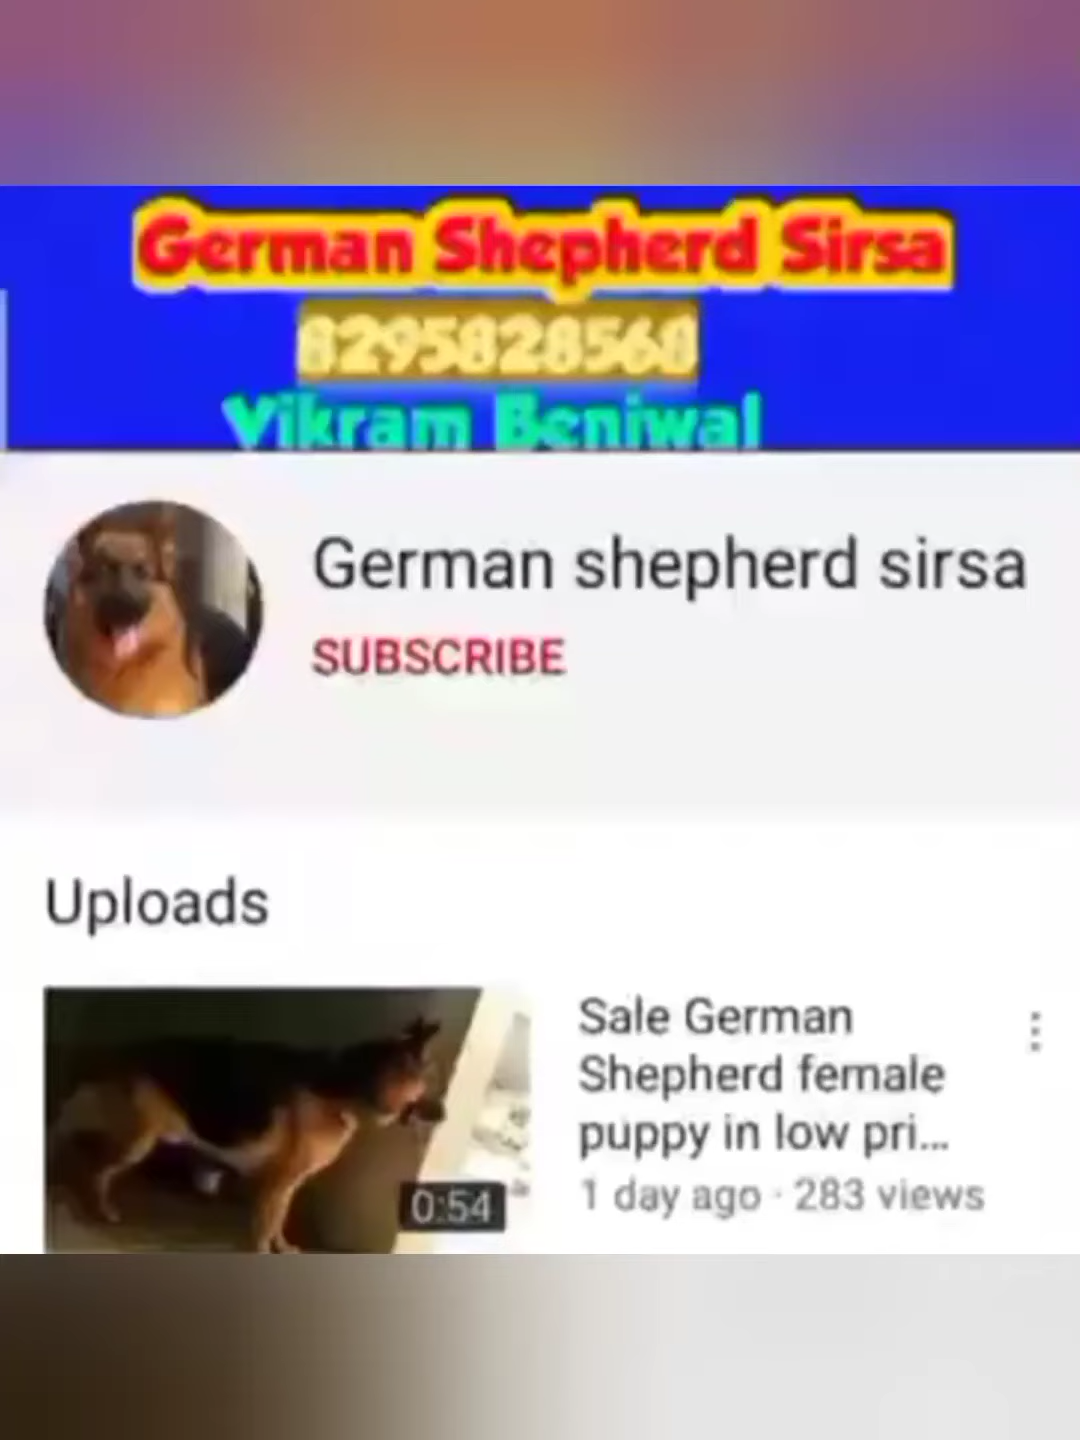 German Shepherd Sirsa
8295828568
Vikram Beniwal
German shepherd sirsa
SUBSCRIBE
Uploads
Sale German
Shepherd female
puppy in low pri...
1 day ago · 283 views
0:54